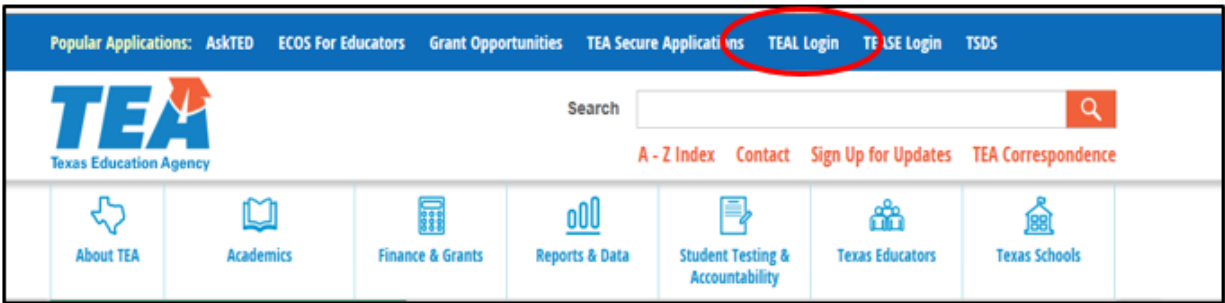 Popular Applications: AskTED ECOS For Educators Grant Opportunities TEA Secure Applications TEAL Login TEASE Login TSDS
TEA
Texas Education Agency
Search
A - Z Index Contact Sign Up for Updates TEA Correspondence
About TEA Academics Finance & Grants Reports & Data Student Testing & Accountability Texas Educators Texas Schools